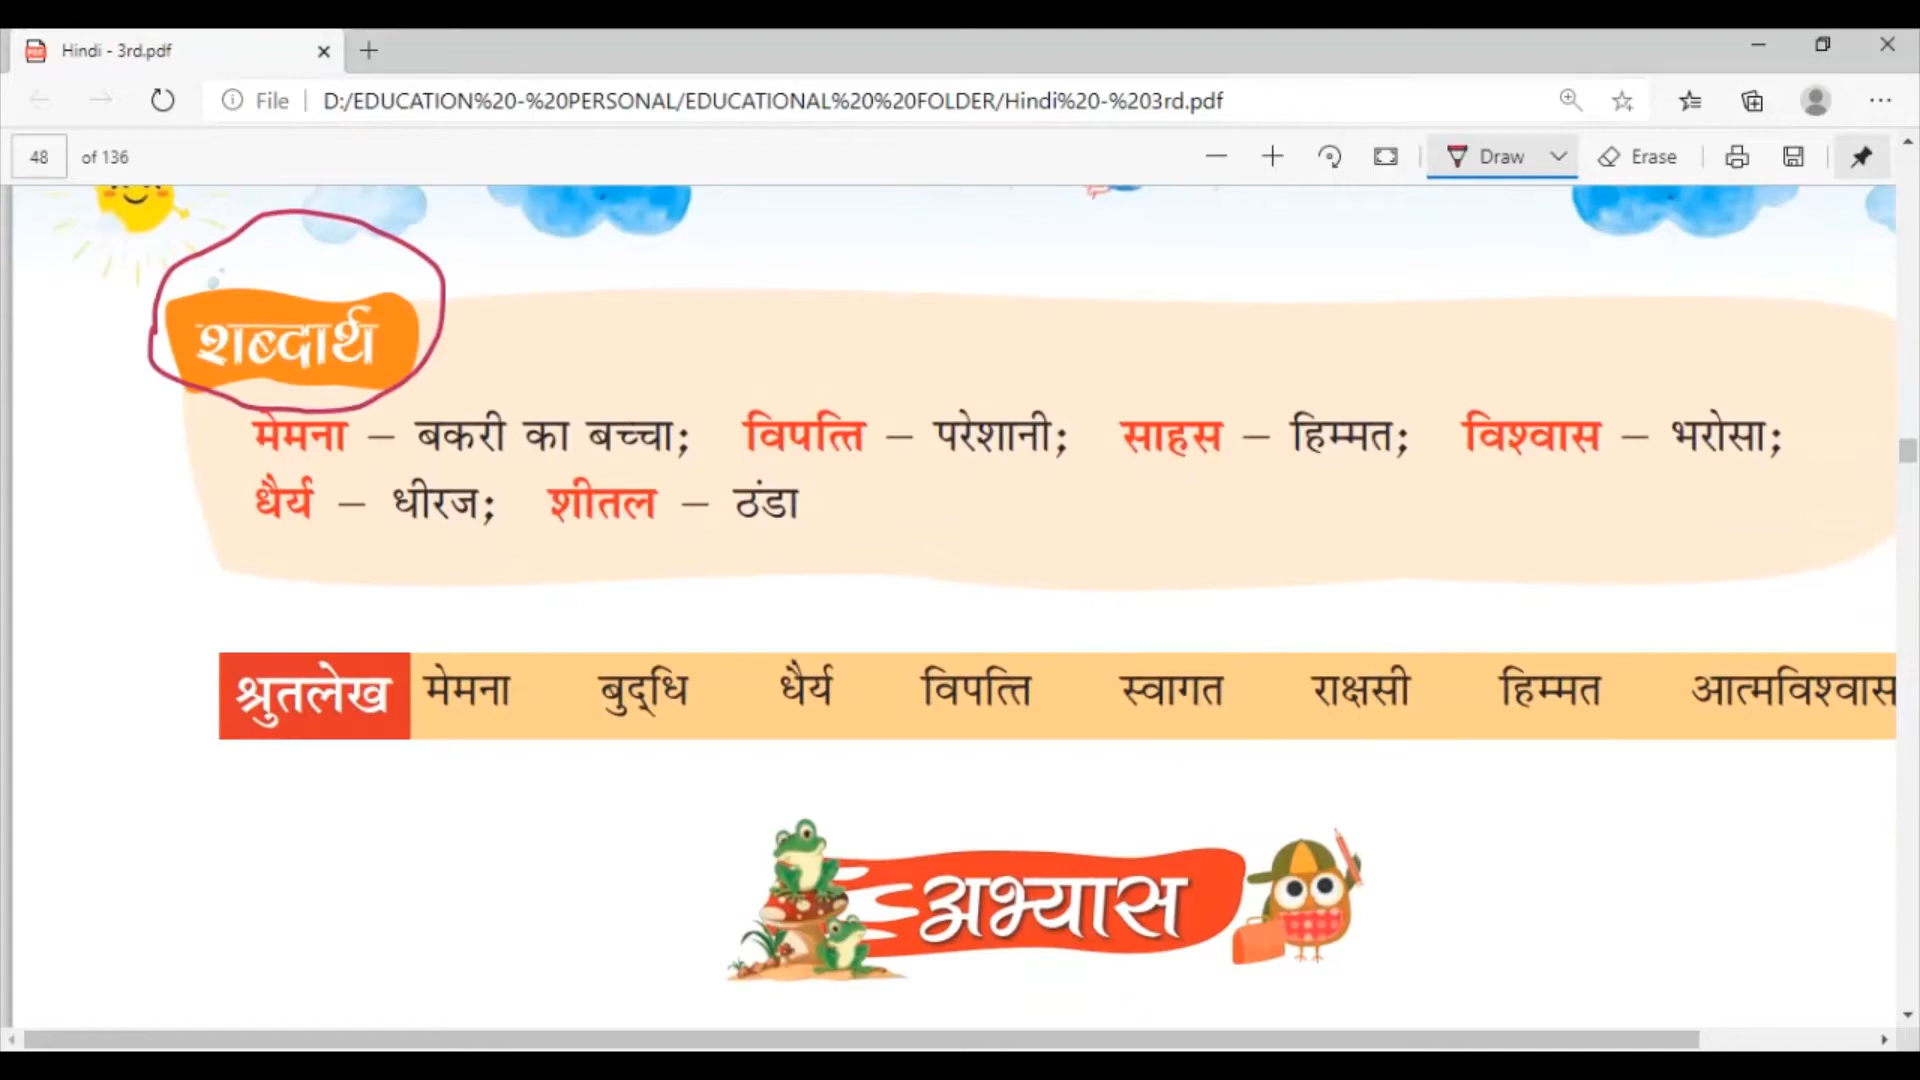 Hindi - 3rd.pdf
File D:/EDUCATION%20-%20PERSONAL/EDUCATIONAL%20%20FOLDER/Hindi%20-%203rd.pdf
48 of 136 Draw Erase
शब्दार्थ
मेमना – बकरी का बच्चा; विपत्ति – परेशानी; साहस – हिम्मत; विश्वास – भरोसा;
धैर्य – धीरज; शीतल – ठंडा
श्रुतलेख मेमना बुद्‌धि धैर्य विपत्ति स्वागत राक्षसी हिम्मत आत्मविश्वास
अभ्यास